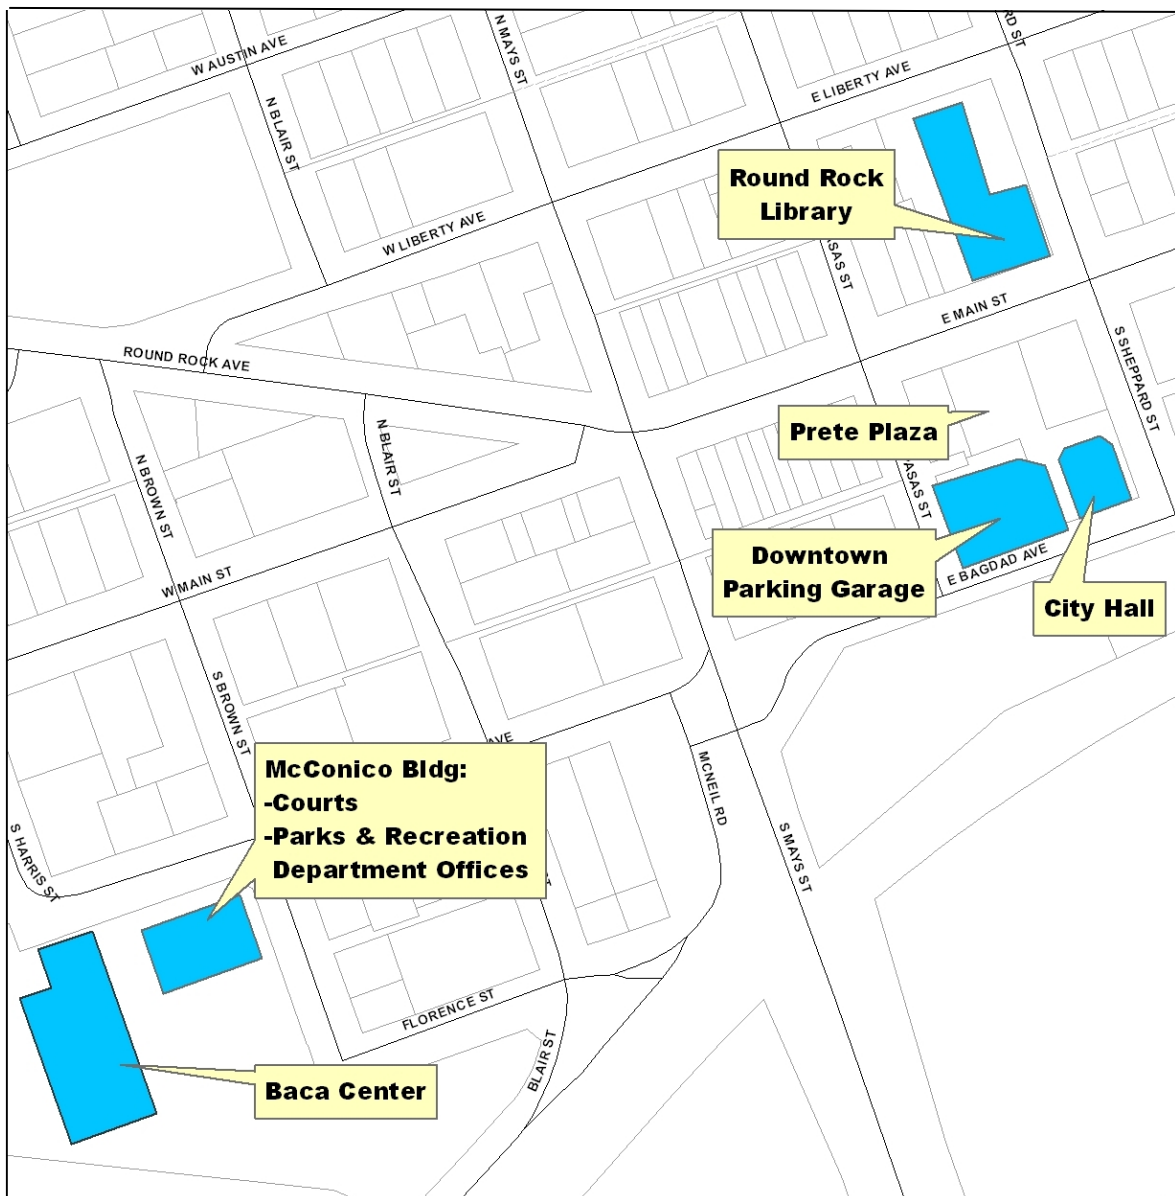 W AUSTIN AVE
N MAYS ST
RD ST
E LIBERTY AVE
N BLAIR ST
Round Rock
Library
W LIBERTY AVE
ASAS ST
E MAIN ST
ROUND ROCK AVE
S SHEPPARD ST
Prete Plaza
N BLAIR ST
N BROWN ST
PASAS ST
Downtown
Parking Garage
E BAGDAD AVE
City Hall
W MAIN ST
S BROWN ST
AVE
McConico Bldg:
-Courts
-Parks & Recreation
Department Offices
MCNEIL RD
S HARRIS ST
S MAYS ST
ST
FLORENCE ST
BLAIR ST
Baca Center